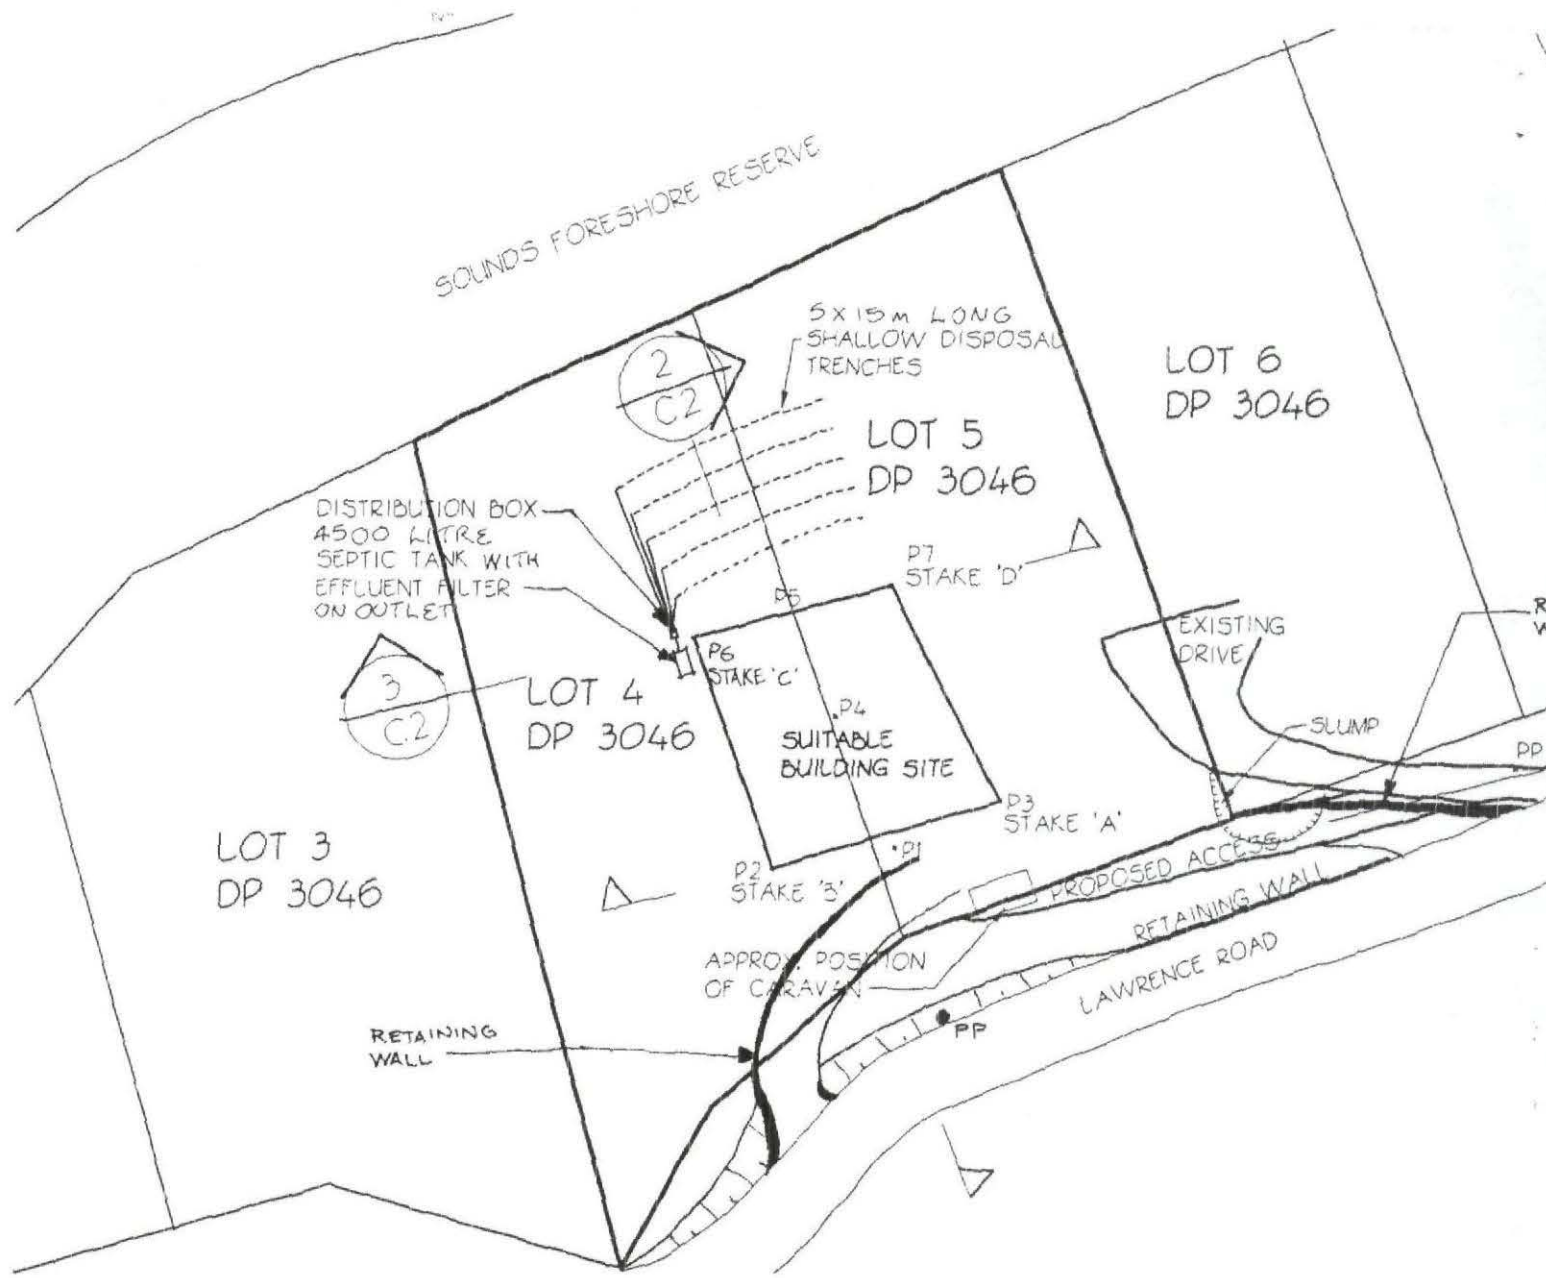 SOUNDS FORESHORE RESERVE
5 X 15m LONG
SHALLOW DISPOSAL
TRENCHES
2
C2
LOT 6
DP 3046
LOT 5
DP 3046
DISTRIBUTION BOX
4500 LITRE
SEPTIC TANK WITH
EFFLUENT FILTER
ON OUTLET
P7
STAKE 'D'
P5
P6
STAKE 'C'
EXISTING
DRIVE
3
C.2
LOT 4
DP 3046
P4
SUITABLE
BUILDING SITE
SLUMP
PP
P3
STAKE 'A'
LOT 3
DP 3046
P1
P2
STAKE 'B'
PROPOSED ACCESS
RETAINING WALL
LAWRENCE ROAD
APPROX. POSITION
OF CARAVAN
PP
RETAINING
WALL